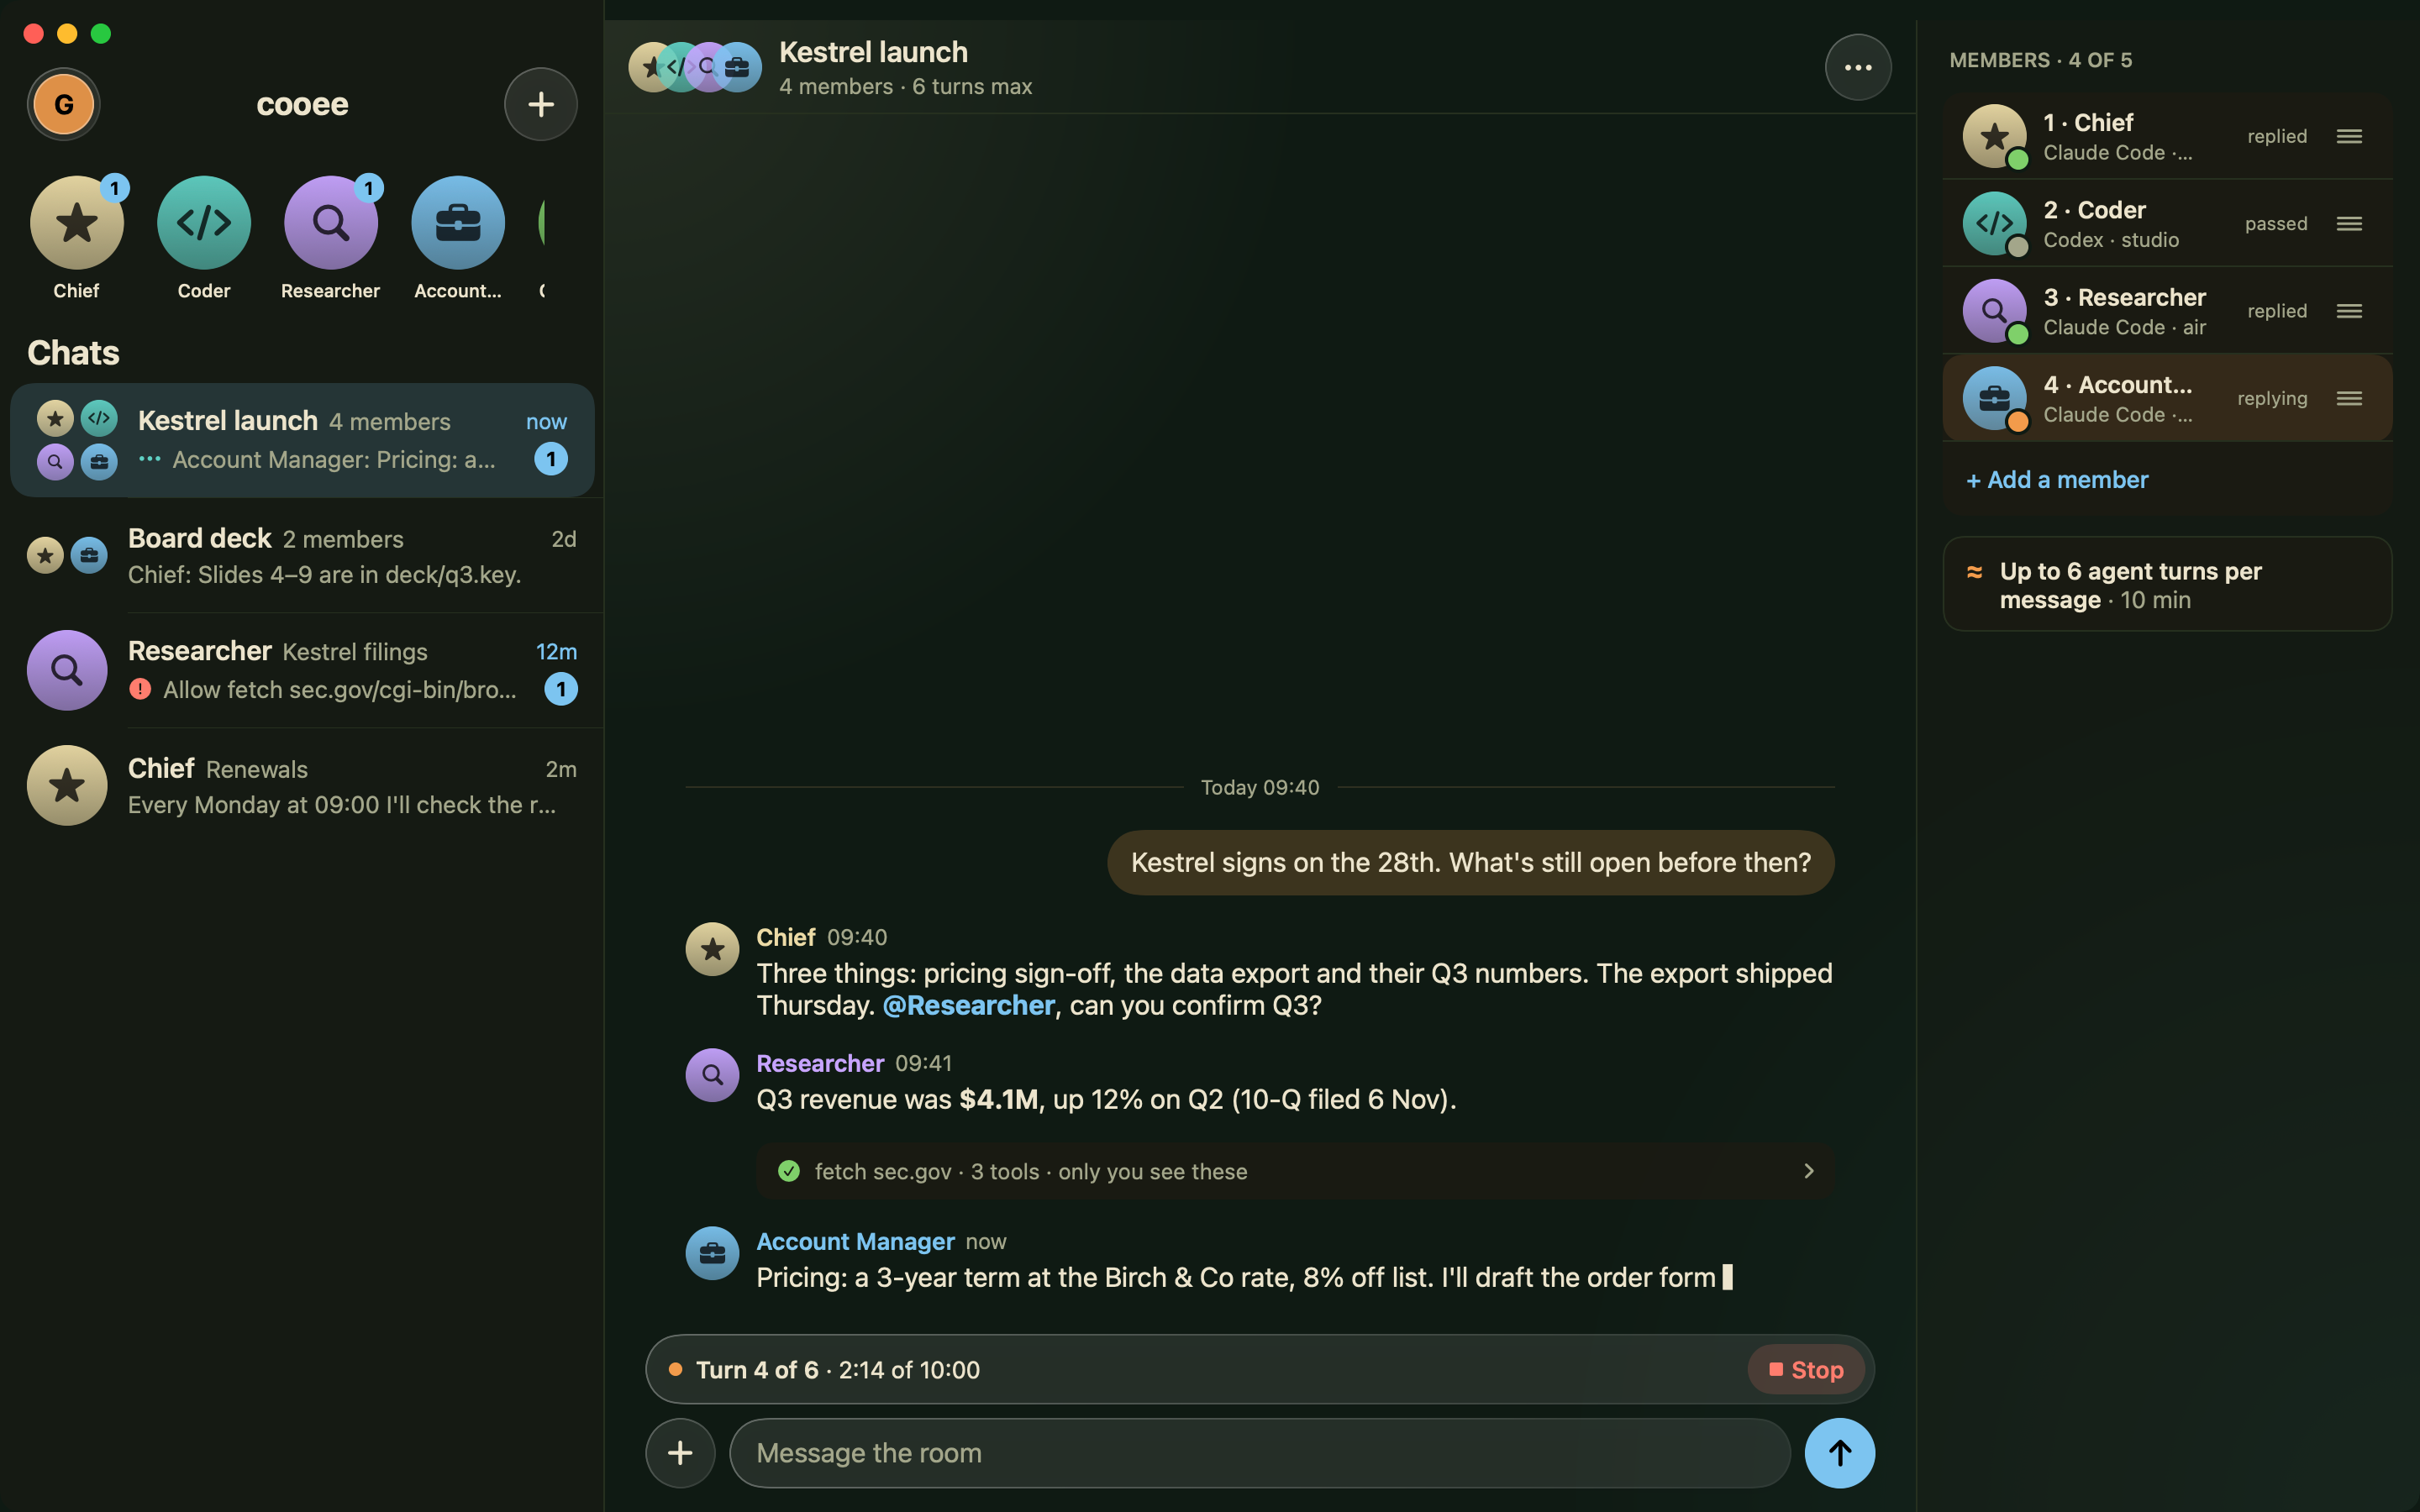 G
cooee
1
1
Chief
Coder
Researcher
Account...
Chats
Kestrel launch 4 members now
Account Manager: Pricing: a... 1
Board deck 2 members 2d
Chief: Slides 4–9 are in deck/q3.key.
Researcher Kestrel filings 12m
Allow fetch sec.gov/cgi-bin/bro... 1
Chief Renewals 2m
Every Monday at 09:00 I'll check the r...
Kestrel launch
4 members · 6 turns max
Today 09:40
Kestrel signs on the 28th. What's still open before then?
Chief 09:40
Three things: pricing sign-off, the data export and their Q3 numbers. The export shipped
Thursday. @Researcher, can you confirm Q3?
Researcher 09:41
Q3 revenue was $4.1M, up 12% on Q2 (10-Q filed 6 Nov).
fetch sec.gov · 3 tools · only you see these
Account Manager now
Pricing: a 3-year term at the Birch & Co rate, 8% off list. I'll draft the order form
Turn 4 of 6 · 2:14 of 10:00
Stop
Message the room
MEMBERS · 4 OF 5
1 · Chief
Claude Code ·...
replied
2 · Coder
Codex · studio
passed
3 · Researcher
Claude Code · air
replied
4 · Account...
Claude Code ·...
replying
+ Add a member
≈ Up to 6 agent turns per
message · 10 min